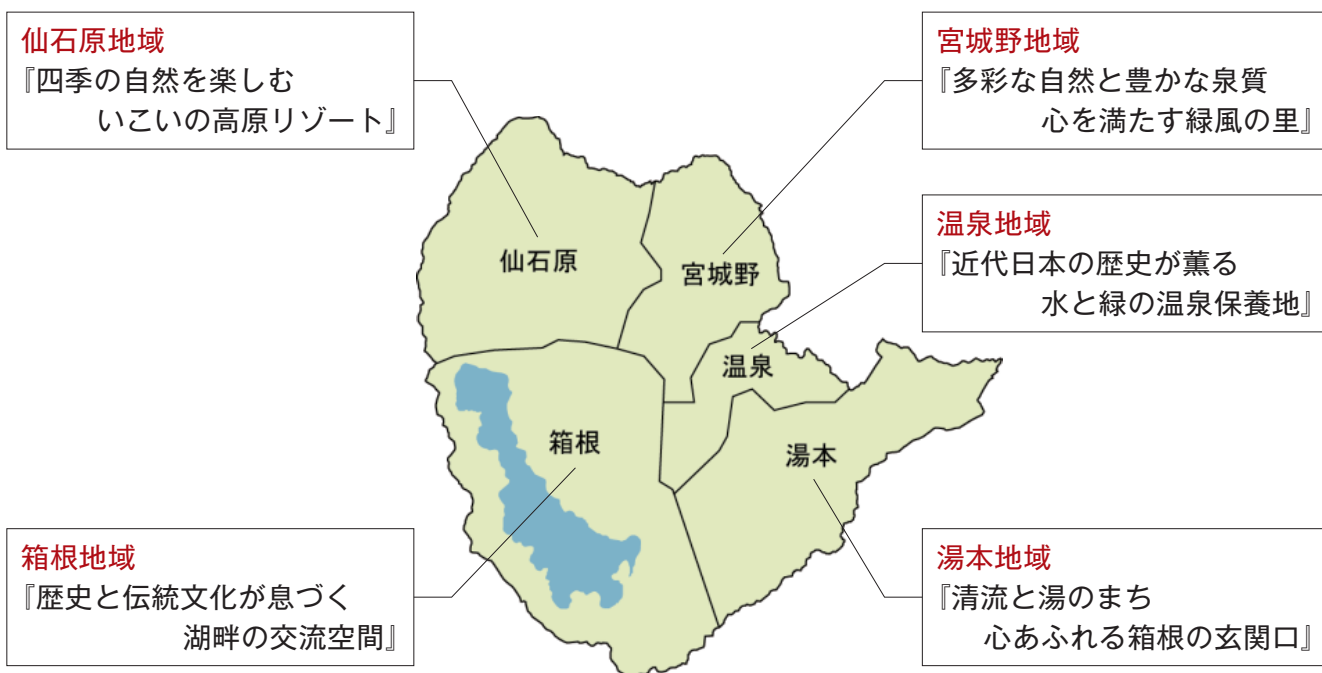 仙石原地域
『四季の自然を楽しむ
いこいの高原リゾート』
宮城野地域
『多彩な自然と豊かな泉質
心を満たす緑風の里』
温泉地域
『近代日本の歴史が薫る
水と緑の温泉保養地』
仙石原
宮城野
温泉
箱根
湯本
箱根地域
『歴史と伝統文化が息づく
湖畔の交流空間』
湯本地域
『清流と湯のまち
心あふれる箱根の玄関口』